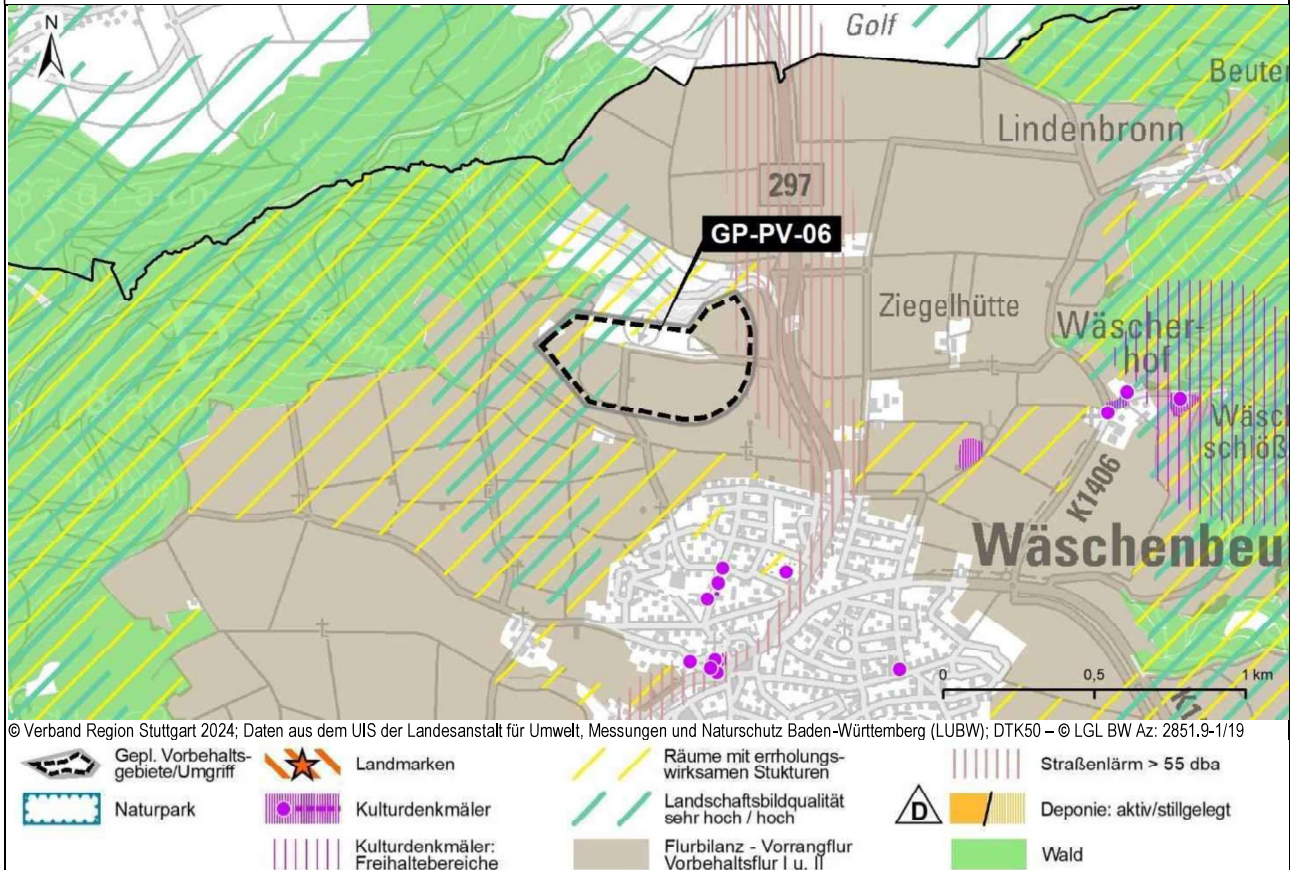 N
Golf
Beuter
Lindenbronn
297
GP-PV-06
Ziegelhütte
Wäscher-
hof
Wäsch
schlöß
K1406
Wäschenbeu
0 0,5 1 km
K1
© Verband Region Stuttgart 2024; Daten aus dem UIS der Landesanstalt für Umwelt, Messungen und Naturschutz Baden-Württemberg (LUBW); DTK50 – © LGL BW Az: 2851.9-1/19
Gepl. Vorbehalts-
gebiete/Umgriff
Landmarken
Räume mit errholungs-
wirksamen Stukturen
Straßenlärm > 55 dba
Naturpark
Kulturdenkmäler
Landschaftsbildqualität
sehr hoch / hoch
D
Deponie: aktiv/stillgelegt
Kulturdenkmäler:
Freihaltebereiche
Flurbilanz - Vorrangflur
Vorbehaltsflur I u. II
Wald